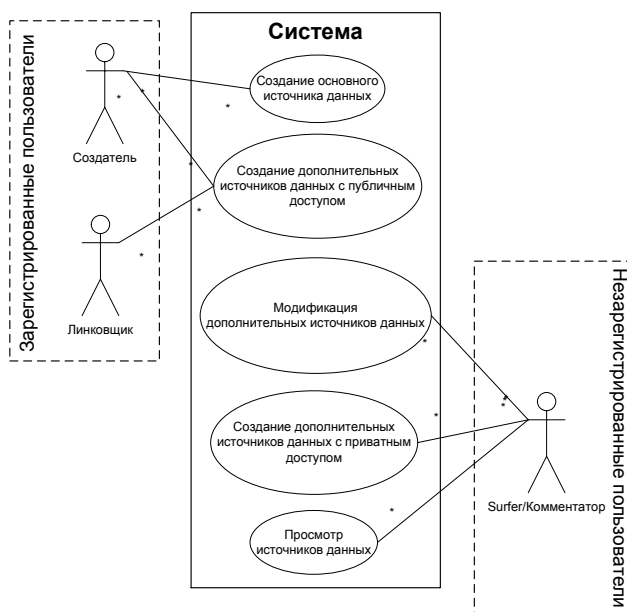 Система
Зарегистрированные пользователи
Создатель
Линковщик
Создание основного
источника данных
Создание дополнительных
источников данных с публичным
доступом
Модификация
дополнительных источников данных
Создание дополнительных
источников данных с приватным
доступом
Просмотр
источников данных
Surfer/Комментатор
Незарегистрированные пользователи